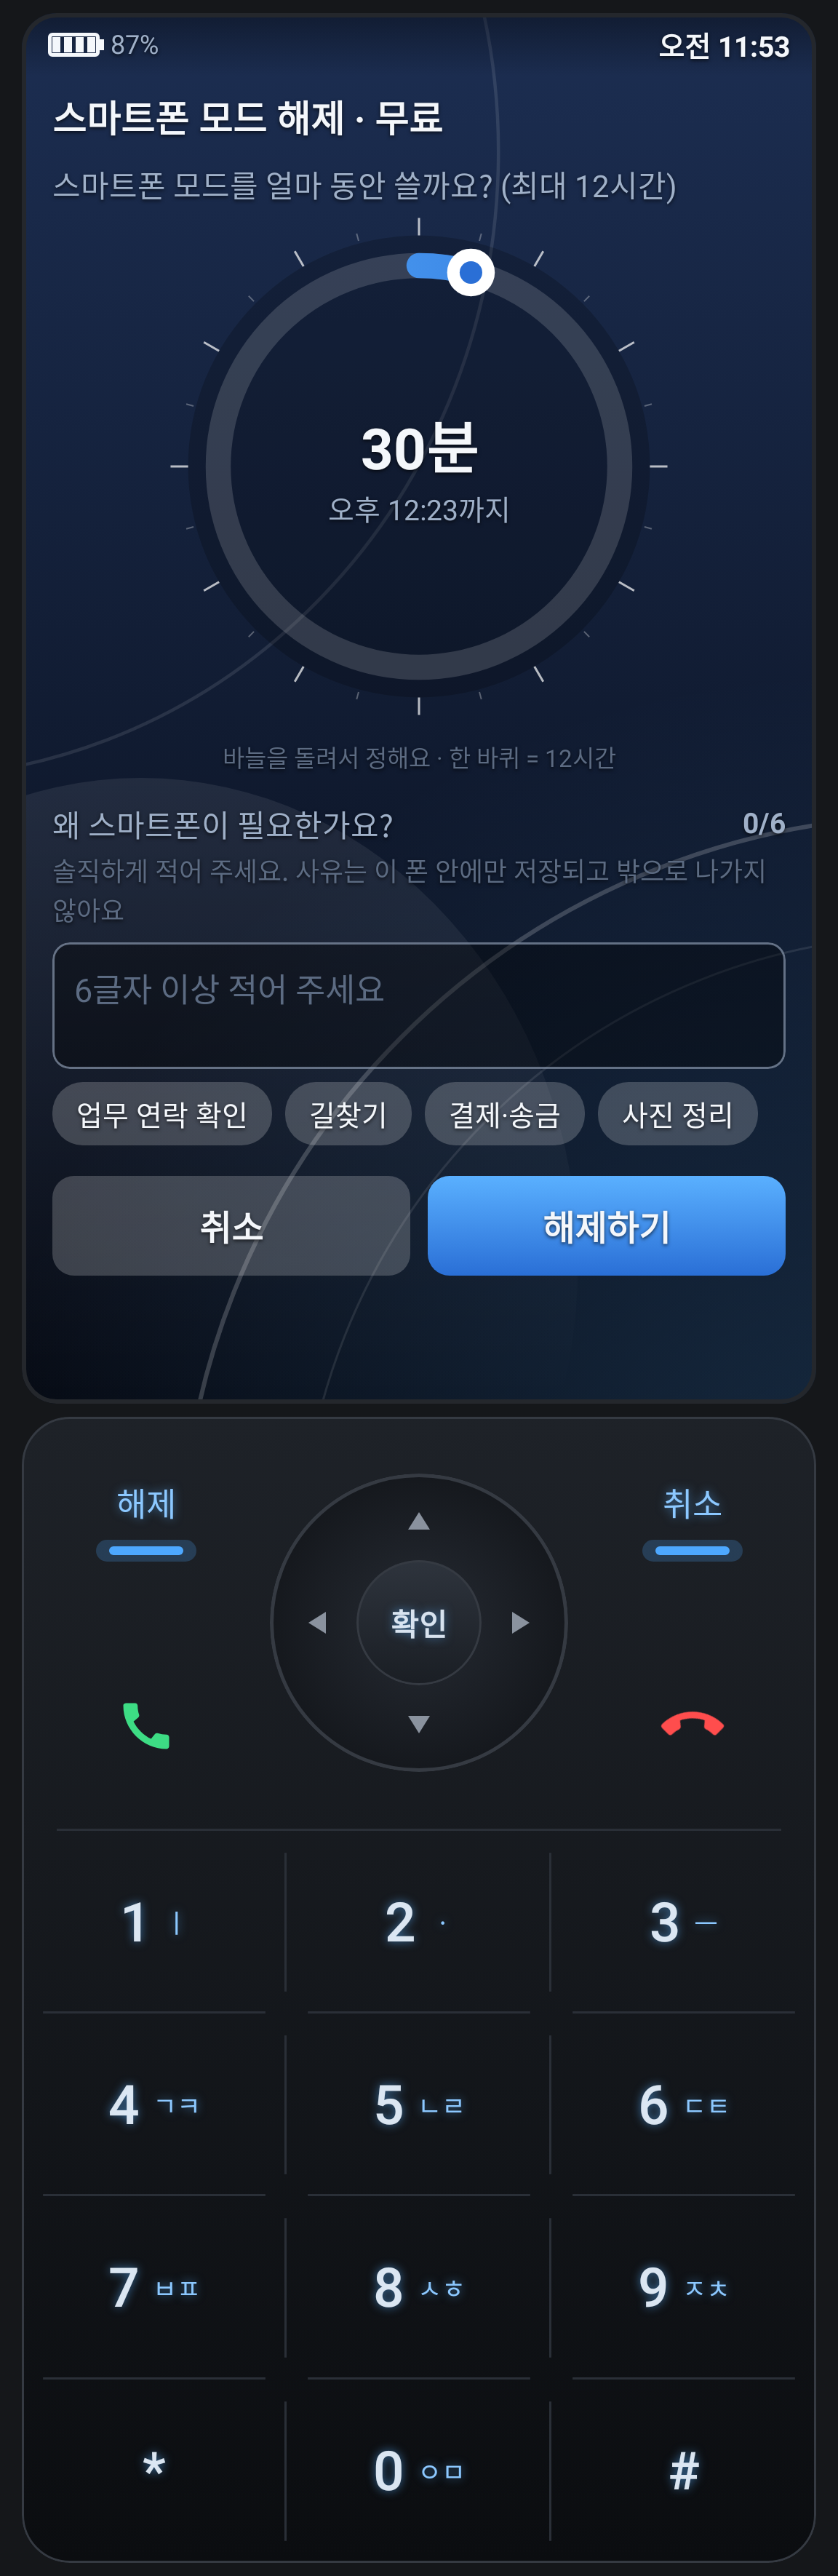 87%
오전 11:53
스마트폰 모드 해제 · 무료
스마트폰 모드를 얼마 동안 쓸까요? (최대 12시간)
30분
오후 12:23까지
바늘을 돌려서 정해요 · 한 바퀴 = 12시간
왜 스마트폰이 필요한가요?
0/6
솔직하게 적어 주세요. 사유는 이 폰 안에만 저장되고 밖으로 나가지
않아요
6글자 이상 적어 주세요
업무 연락 확인
길찾기
결제·송금
사진 정리
취소
해제하기
해제
취소
확인
1 ㅣ
2 ·
3 ㅡ
4 ㄱㅋ
5 ㄴㄹ
6 ㄷㅌ
7 ㅂㅍ
8 ㅅㅎ
9 ㅈㅊ
*
0 ㅇㅁ
#